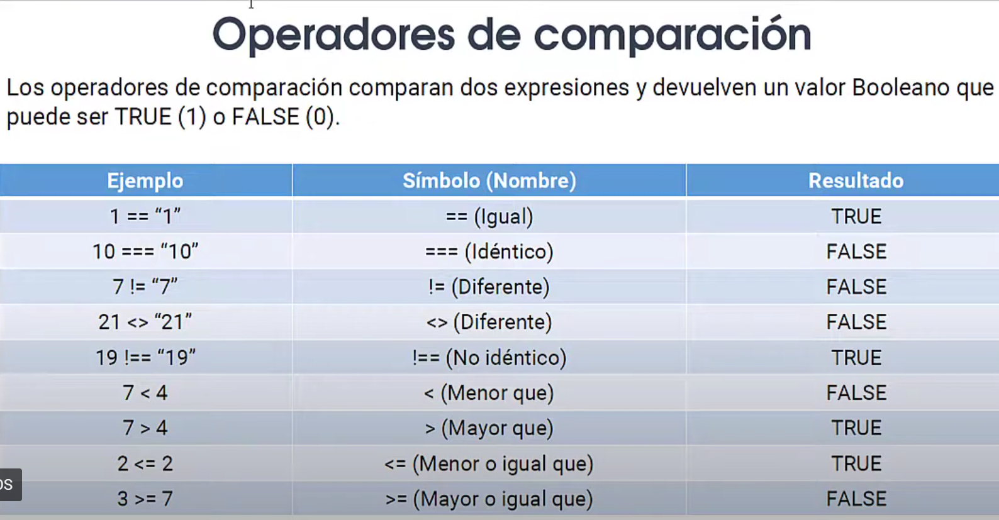 Operadores de comparación
Los operadores de comparación comparan dos expresiones y devuelven un valor Booleano que
puede ser TRUE (1) o FALSE (0).
Ejemplo Símbolo (Nombre) Resultado
1 == “1” == (Igual) TRUE
10 === “10” === (Idéntico) FALSE
7 != “7” != (Diferente) FALSE
21 <> “21” <> (Diferente) FALSE
19 !== “19” !== (No idéntico) TRUE
7 < 4 < (Menor que) FALSE
7 > 4 > (Mayor que) TRUE
2 <= 2 <= (Menor o igual que) TRUE
3 >= 7 >= (Mayor o igual que) FALSE